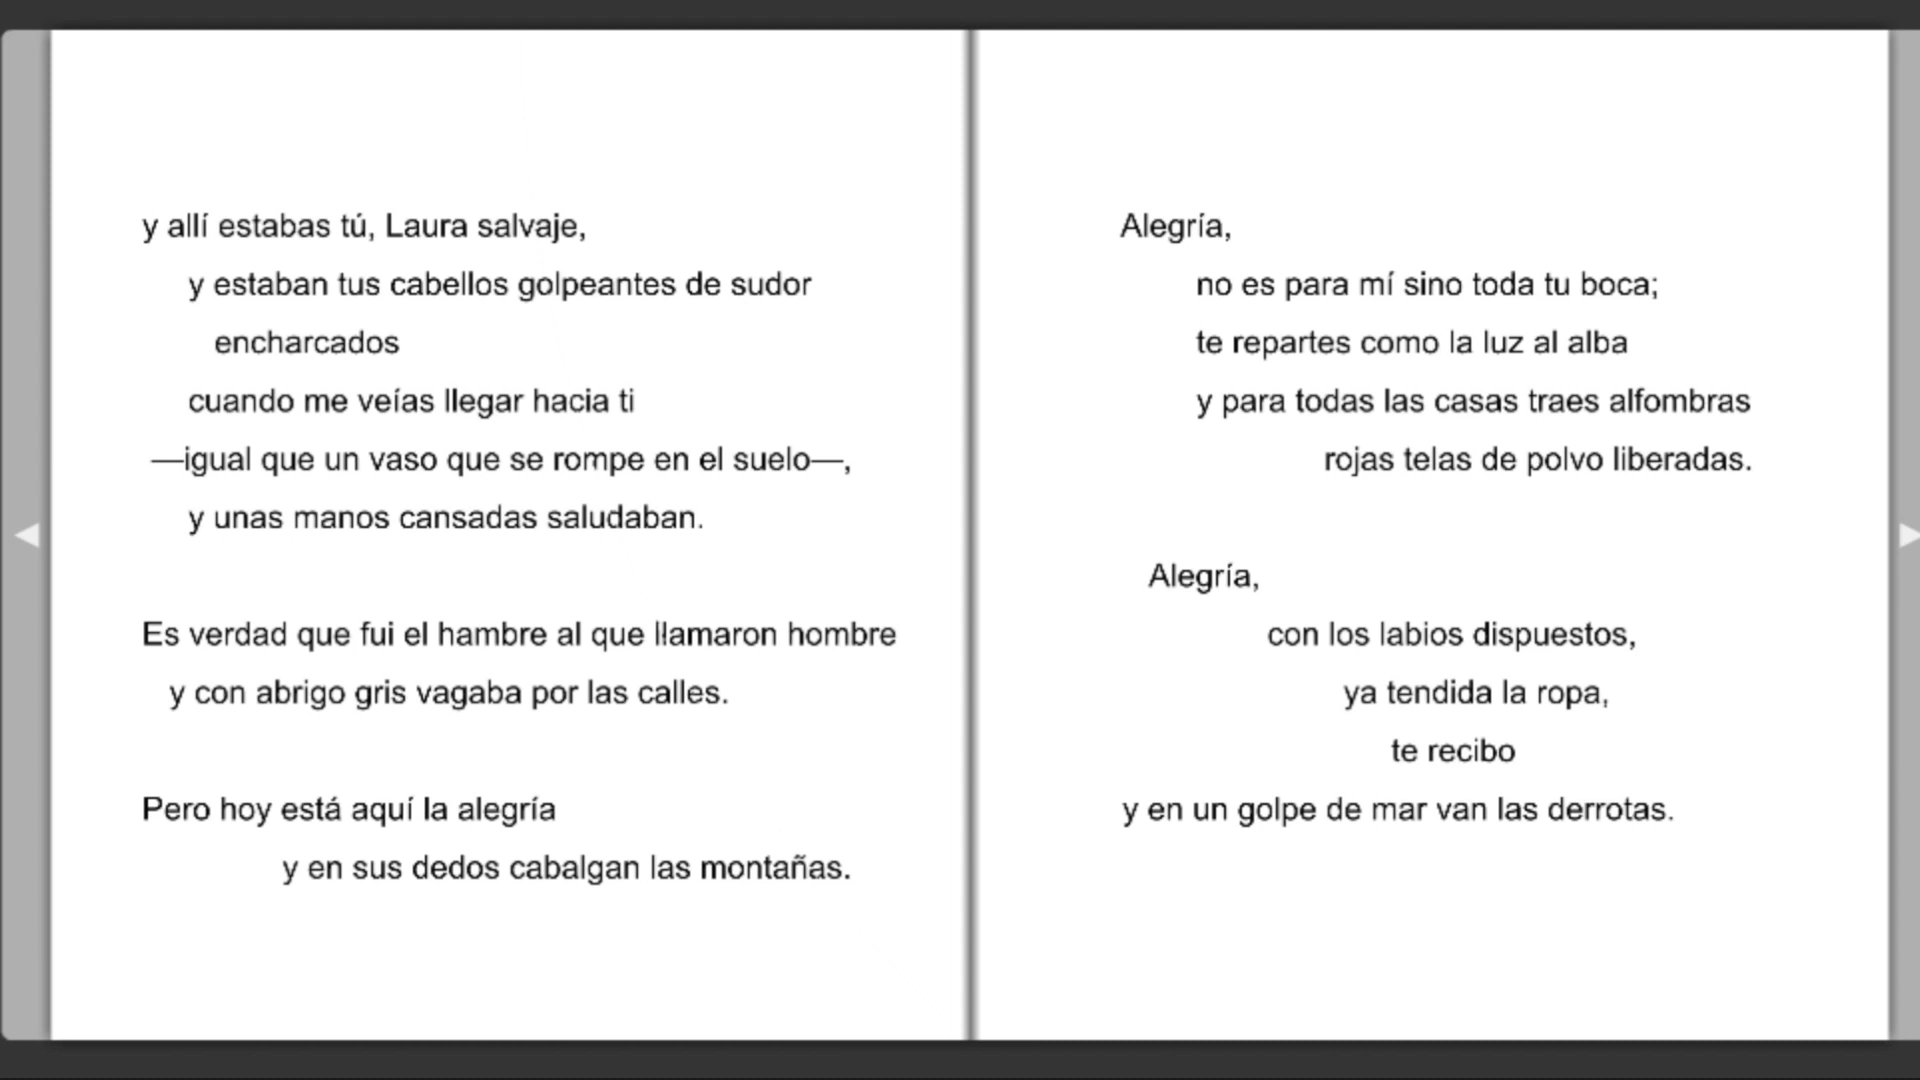 y allí estabas tú, Laura salvaje,
y estaban tus cabellos golpeantes de sudor
encharcados
cuando me veías llegar hacia ti
—igual que un vaso que se rompe en el suelo—,
y unas manos cansadas saludaban.
Es verdad que fui el hambre al que llamaron hombre
y con abrigo gris vagaba por las calles.
Pero hoy está aquí la alegría
y en sus dedos cabalgan las montañas.
Alegría,
no es para mí sino toda tu boca;
te repartes como la luz al alba
y para todas las casas traes alfombras
rojas telas de polvo liberadas.
Alegría,
con los labios dispuestos,
ya tendida la ropa,
te recibo
y en un golpe de mar van las derrotas.